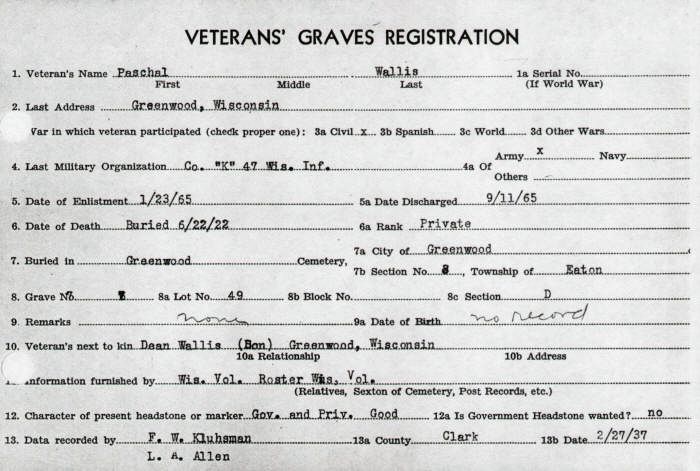 VETERANS' GRAVES REGISTRATION
1. Veteran's Name Paschal Wallis 1a Serial No.
First Middle Last (If World War)
2. Last Address Greenwood, Wisconsin
War in which veteran participated (check proper one): 3a Civil x 3b Spanish 3c World 3d Other Wars
4. Last Military Organization Co. "K" 47 Wis. Inf. 4a Of Army x Navy
Others
5. Date of Enlistment 1/23/65 5a Date Discharged 9/11/65
6. Date of Death Buried 6/22/22 6a Rank Private
7. Buried in Greenwood Cemetery, 7a City of Greenwood
7b Section No. , Township of Eaton
8. Grave 8a Lot No. 49 8b Block No. 8c Section D
9. Remarks none 9a Date of Birth no record
10. Veteran's next to kin Dean Wallis Greenwood, Wisconsin
10a Relationship 10b Address
information furnished by Wis. Vol. Roster Wis, Vol.
(Relatives, Sexton of Cemetery, Post Records, etc.)
12. Character of present headstone or marker Gov. and Priv. Good 12a Is Government Headstone wanted? no
13. Data recorded by F. W. Kluhsman 13a County Clark 13b Date 2/27/37
L. A. Allen